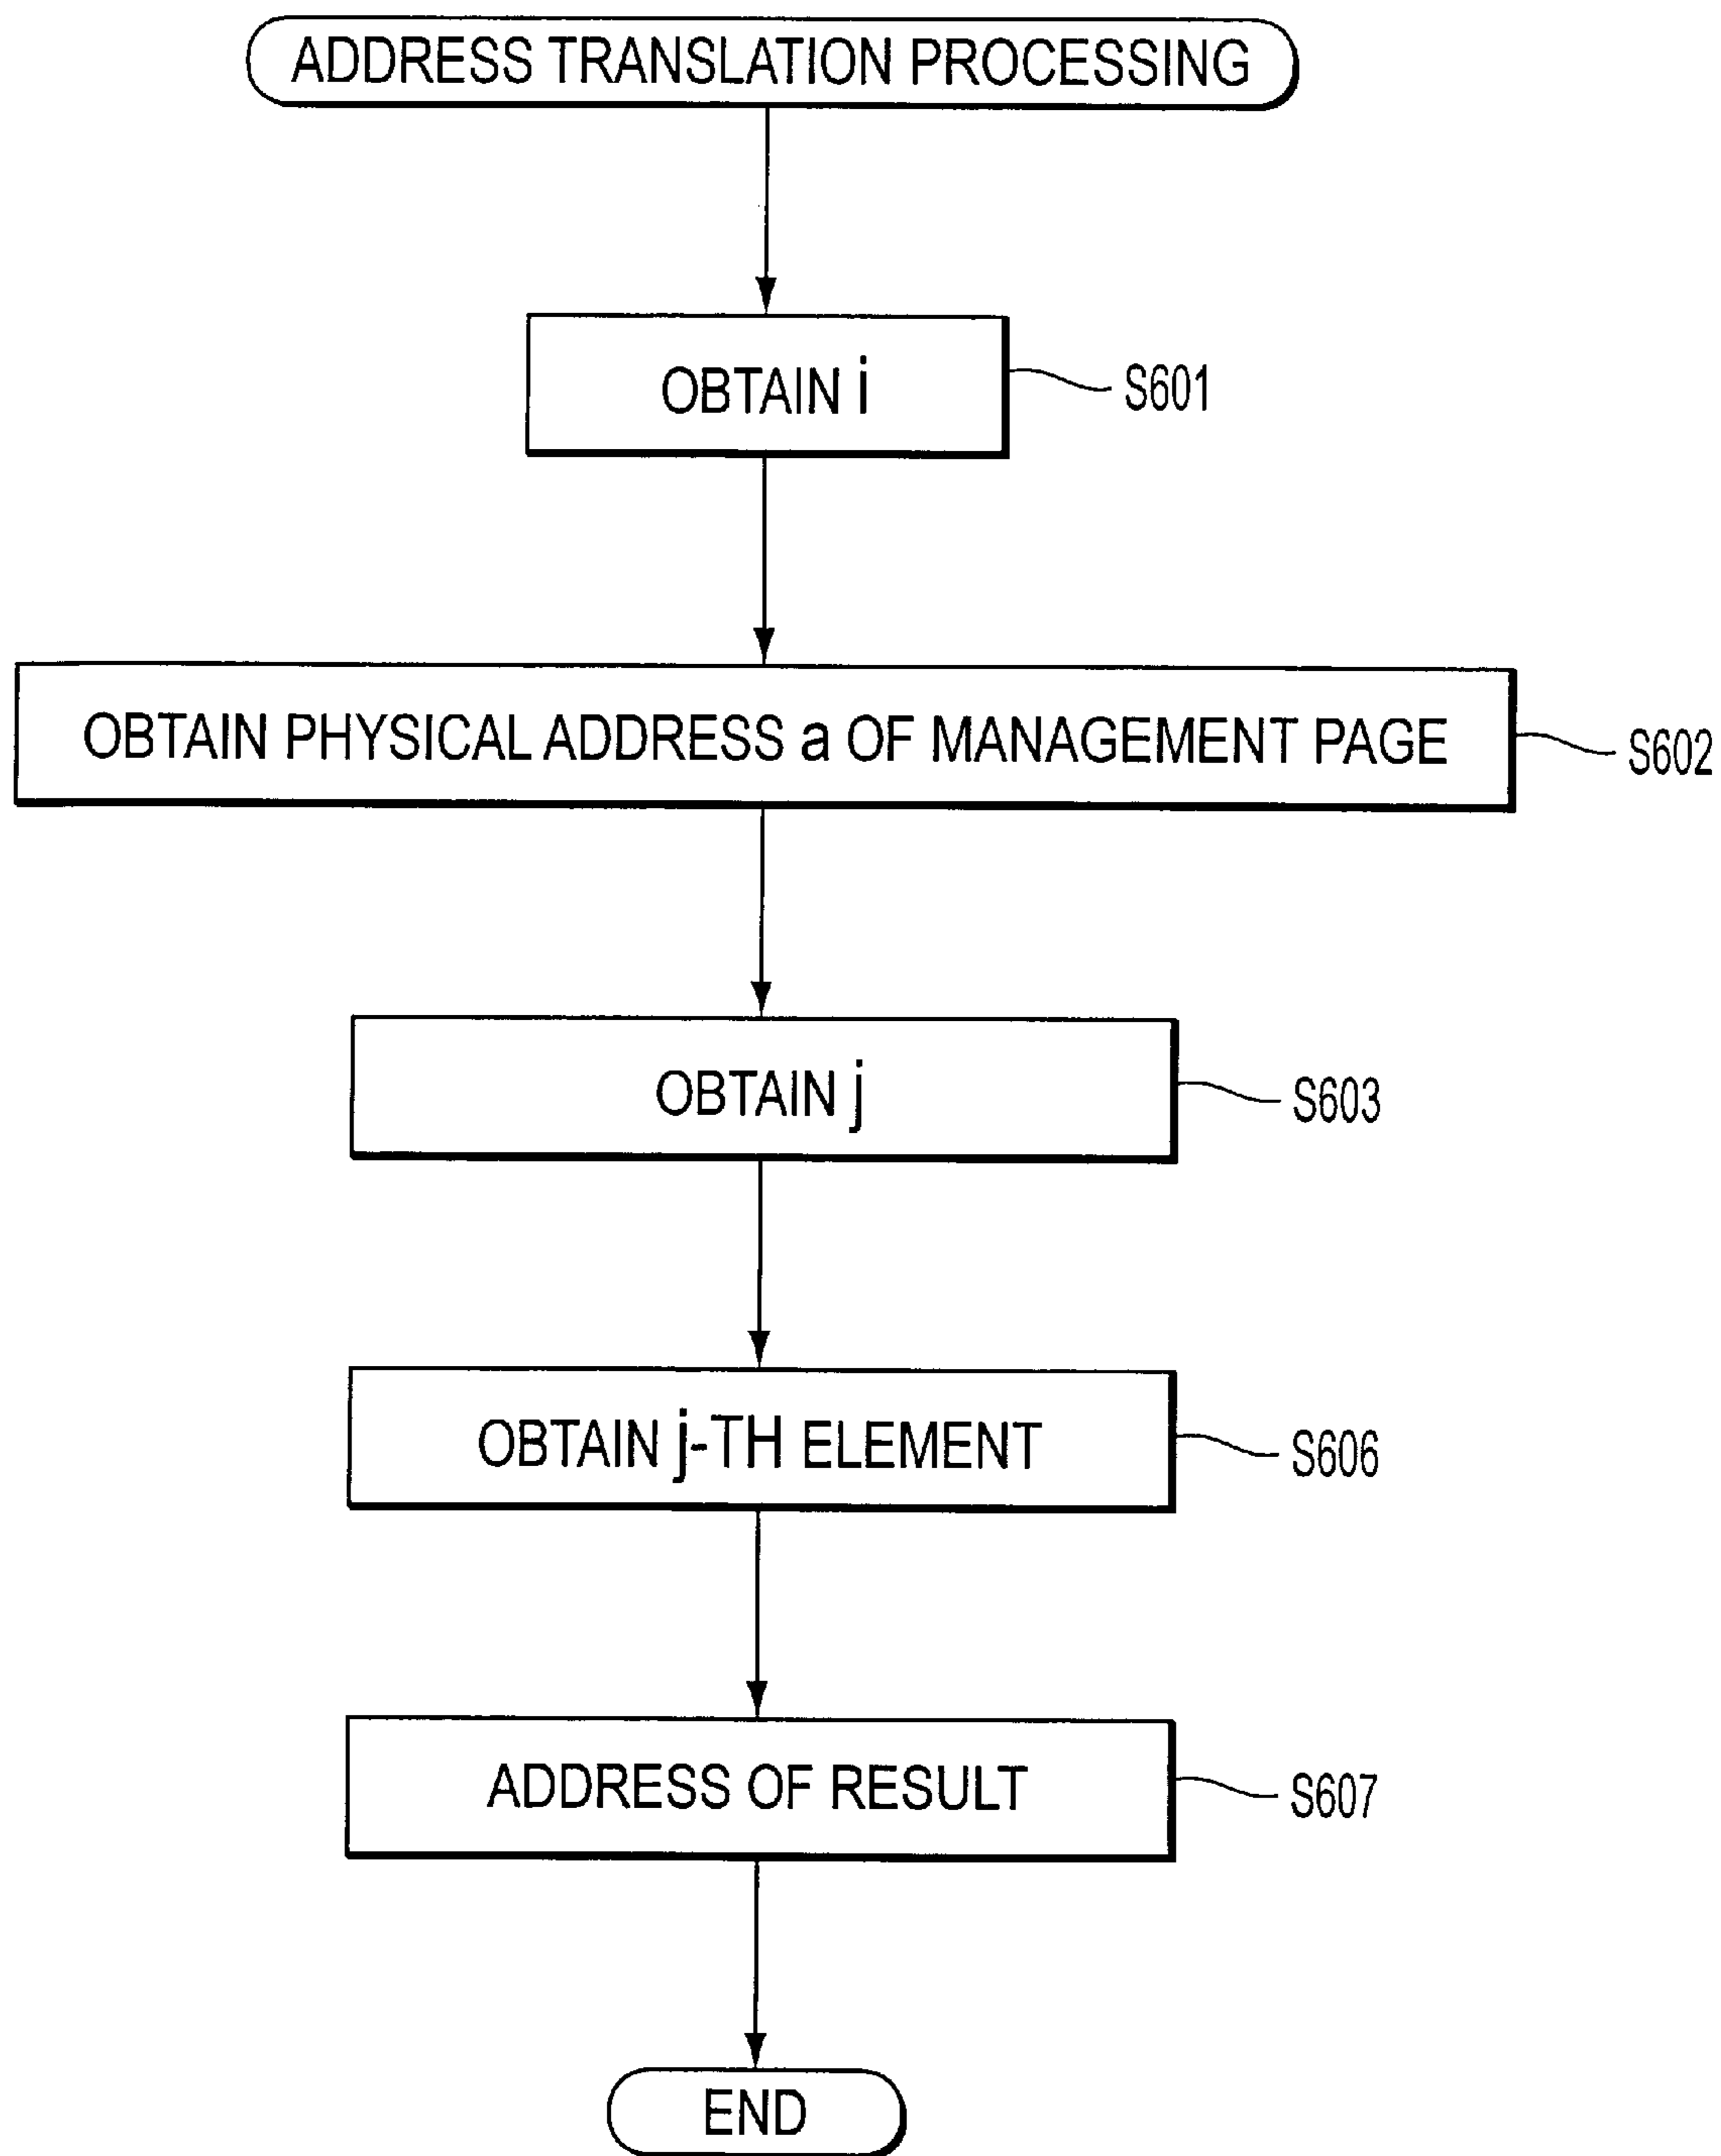 ADDRESS TRANSLATION PROCESSING
OBTAIN i
S601
OBTAIN PHYSICAL ADDRESS a OF MANAGEMENT PAGE
S602
OBTAIN j
S603
OBTAIN j-TH ELEMENT
S606
ADDRESS OF RESULT
S607
END